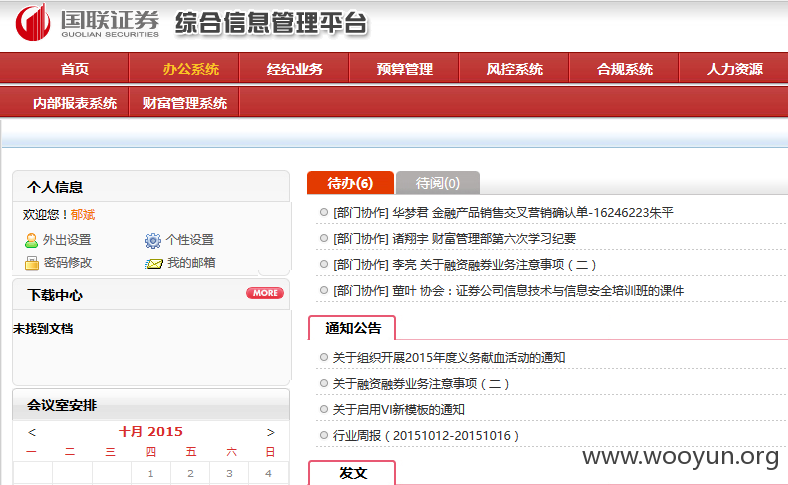 国联证券 综合信息管理平台
GUOLIAN SECURITIES
首页 办公系统 经纪业务 预算管理 风控系统 合规系统 人力资源
内部报表系统 财富管理系统
个人信息
欢迎您！郁斌
外出设置 个性设置
密码修改 我的邮箱
下载中心 MORE
未找到文档
会议室安排
< 十月 2015 >
一 二 三 四 五 六 日
1 2 3 4
待办(6) 待阅(0)
[部门协作] 华梦君 金融产品销售交叉营销确认单-16246223朱平
[部门协作] 诸翔宇 财富管理部第六次学习纪要
[部门协作] 李亮 关于融资融券业务注意事项（二）
[部门协作] 茧叶 协会：证券公司信息技术与信息安全培训班的课件
通知公告
关于组织开展2015年度义务献血活动的通知
关于融资融券业务注意事项（二）
关于启用VI新模板的通知
行业周报（20151012-20151016）
发文
www.wooyun.org